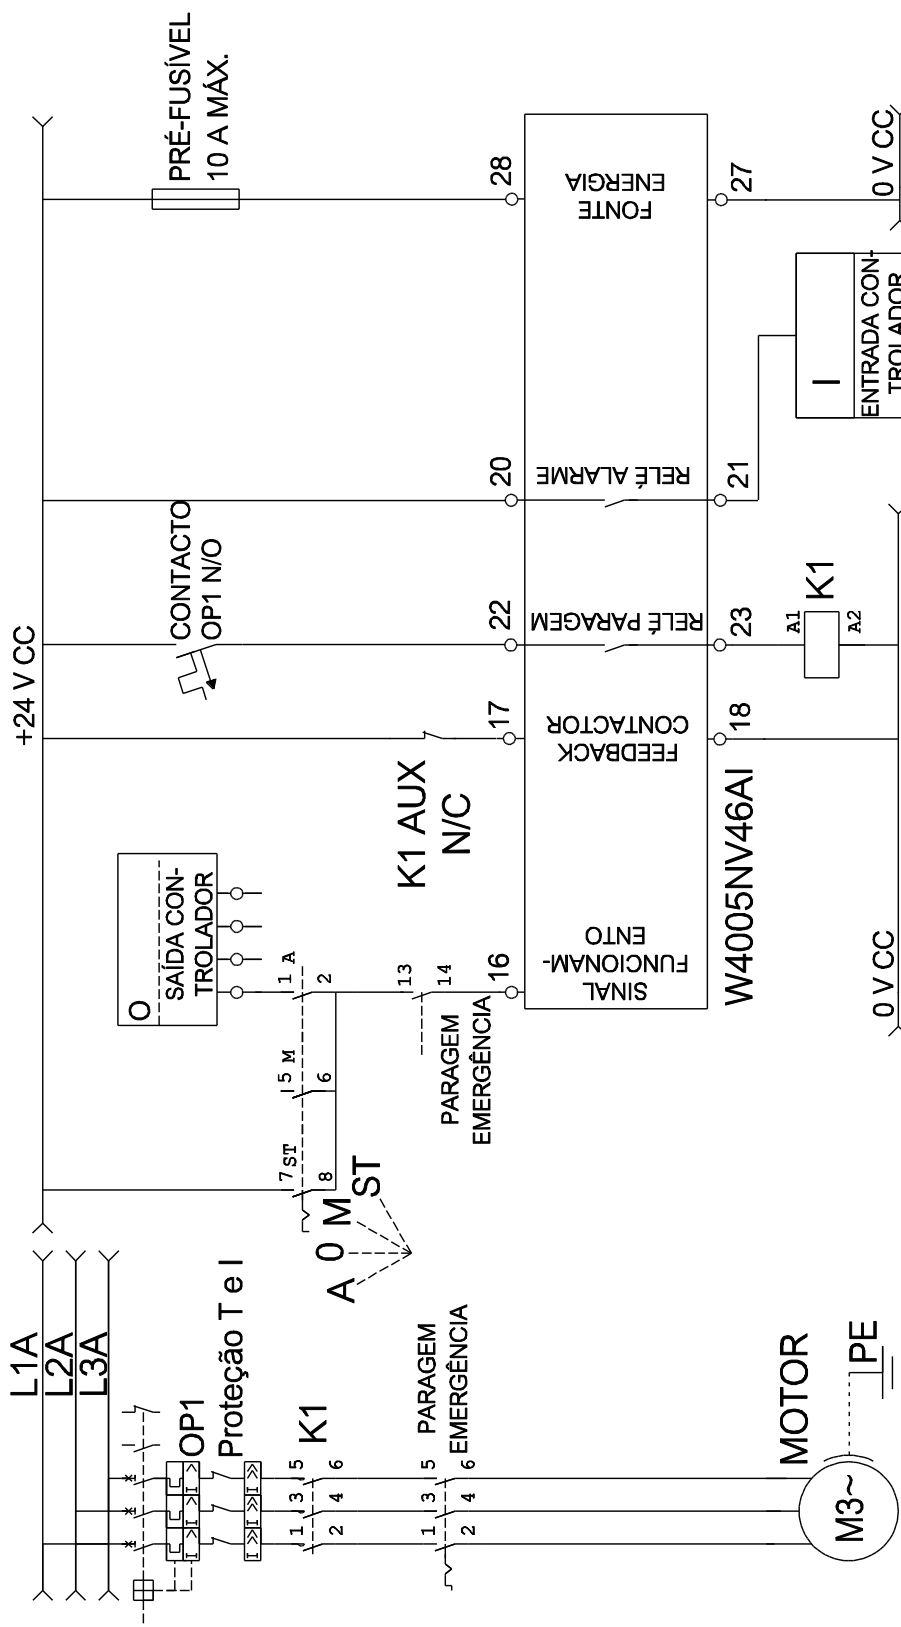 L1A
L2A
L3A
OP1
Proteção T e I
1
3
5
2
4
6
K1
1
3
5
2
4
6
PARAGEM
EMERGÊNCIA
MOTOR
M3~
PE
A
0
M
ST
+24 V CC
O
SAÍDA CON-
TROLADOR
7
ST
8
5
M
6
1
A
2
13
14
PARAGEM
EMERGÊNCIA
16
K1 AUX
N/C
17
CONTACTO
OP1 N/O
22
20
PRÉ-FUSÍVEL
10 A MÁX.
28
SINAL
FUNCIONAM-
ENTO
FEEDBACK
CONTACTOR
RELÉ PARAGEM
RELÉ ALARME
FONTE
ENERGIA
W4005NV46AI
18
23
21
27
A1
K1
A2
I
ENTRADA CON-
TROLADOR
0 V CC
0 V CC